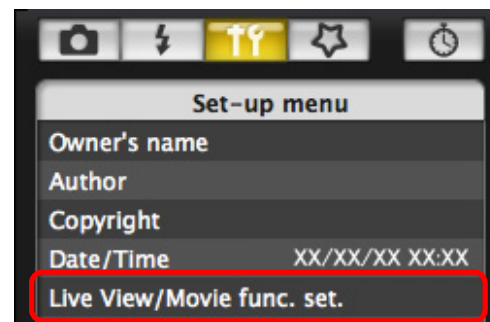 Set-up menu
Owner's name
Author
Copyright
Date/Time XX/XX/XX XX:XX
Live View/Movie func. set.